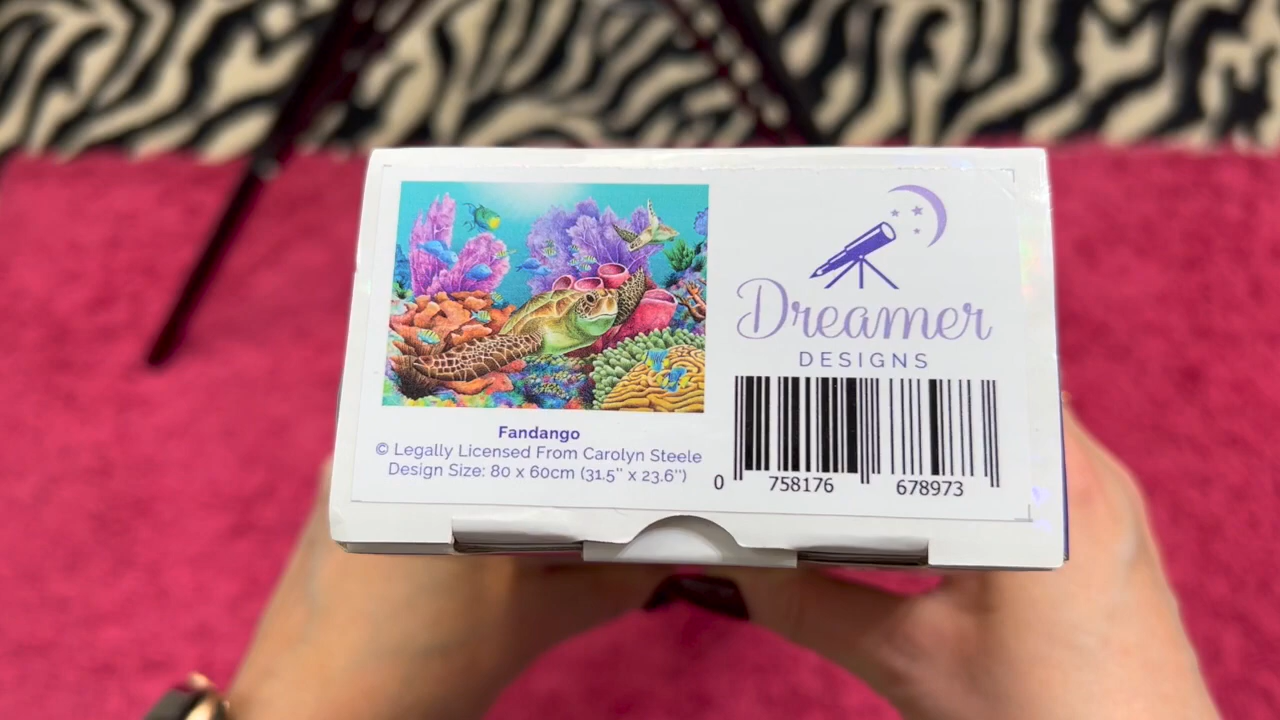 Dreamer
DESIGNS
Fandango
© Legally Licensed From Carolyn Steele
Design Size: 80 x 60cm (31.5" x 23.6")
0 758176 678973